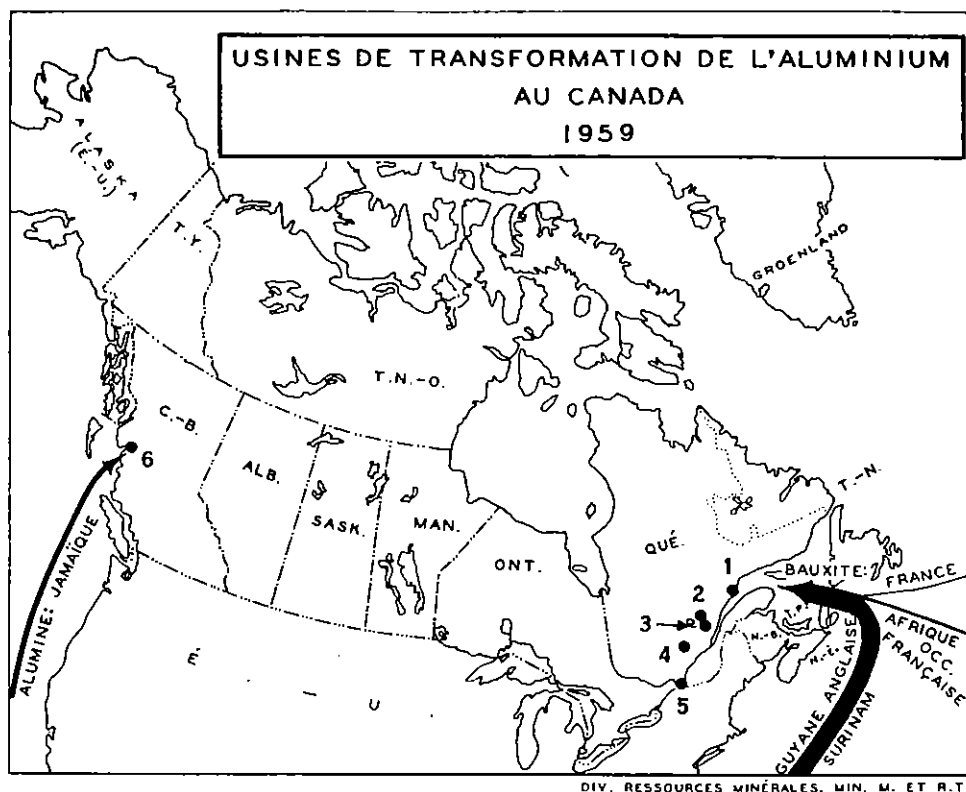 USINES DE TRANSFORMATION DE L'ALUMINIUM
AU CANADA
1959
ALASKA
(É.-U.)
T.Y.
GROENLAND
T.N.-O.
C.-B.
6
ALB.
SASK.
MAN.
ONT.
QUÉ.
T.-N.
1
2
3
4
5
BAUXITE:
FRANCE
AFRIQUE
OCC.
FRANÇAISE
N.-B.
N.-É.
GUYANE ANGLAISE
SURINAM
ALUMINE: JAMAÏQUE
É.-U.
DIV. RESSOURCES MINÉRALES, MIN. M. ET R.T.